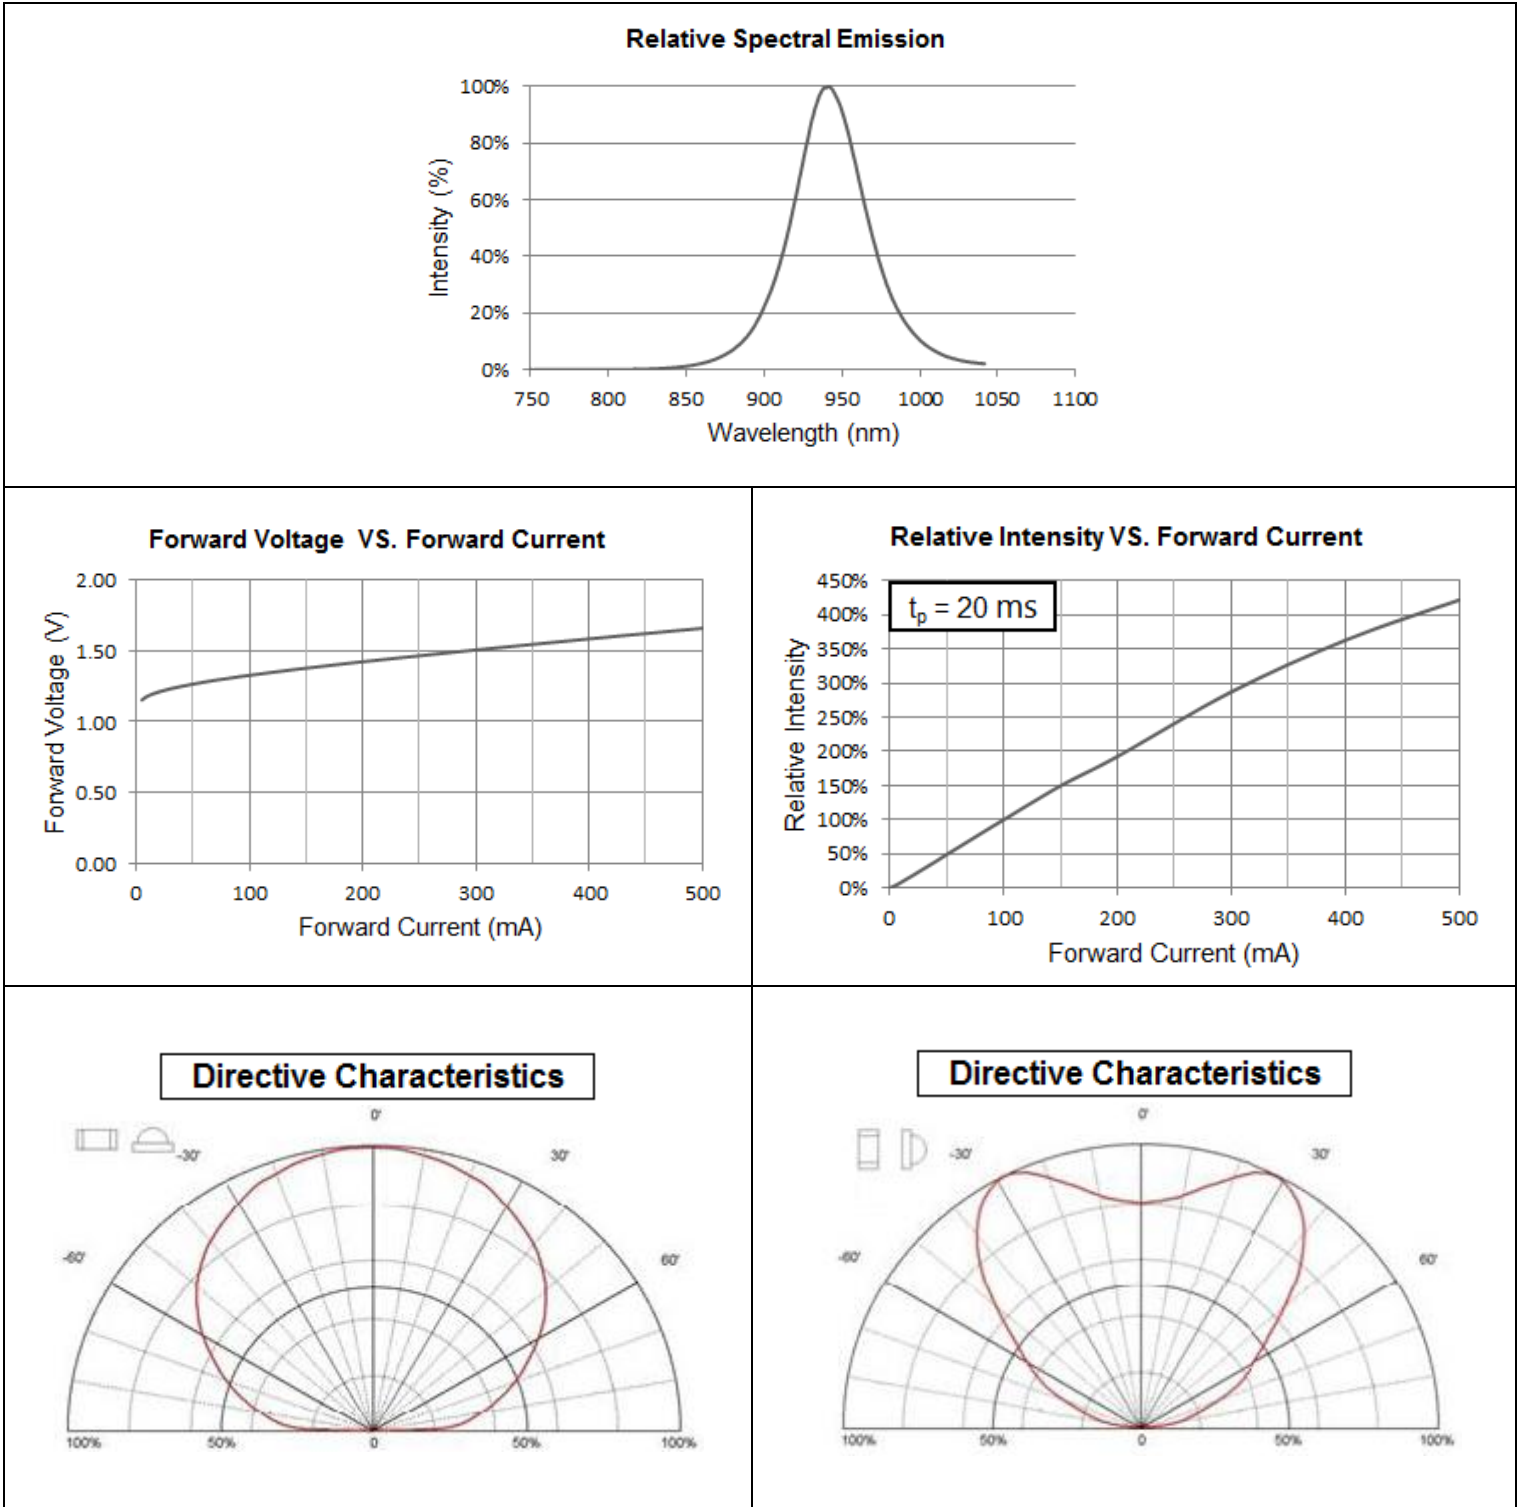 Relative Spectral Emission
100%
80%
60%
40%
20%
0%
Intensity (%)
750 800 850 900 950 1000 1050 1100
Wavelength (nm)
Forward Voltage VS. Forward Current
2.00
1.50
1.00
0.50
0.00
Forward Voltage (V)
0 100 200 300 400 500
Forward Current (mA)
Relative Intensity VS. Forward Current
tp = 20 ms
450%
400%
350%
300%
250%
200%
150%
100%
50%
0%
Relative Intensity
0 100 200 300 400 500
Forward Current (mA)
Directive Characteristics
0'
-30' 30'
-60' 60'
100% 50% 0 50% 100%
Directive Characteristics
0'
-30' 30'
-60' 60'
100% 50% 0 50% 100%